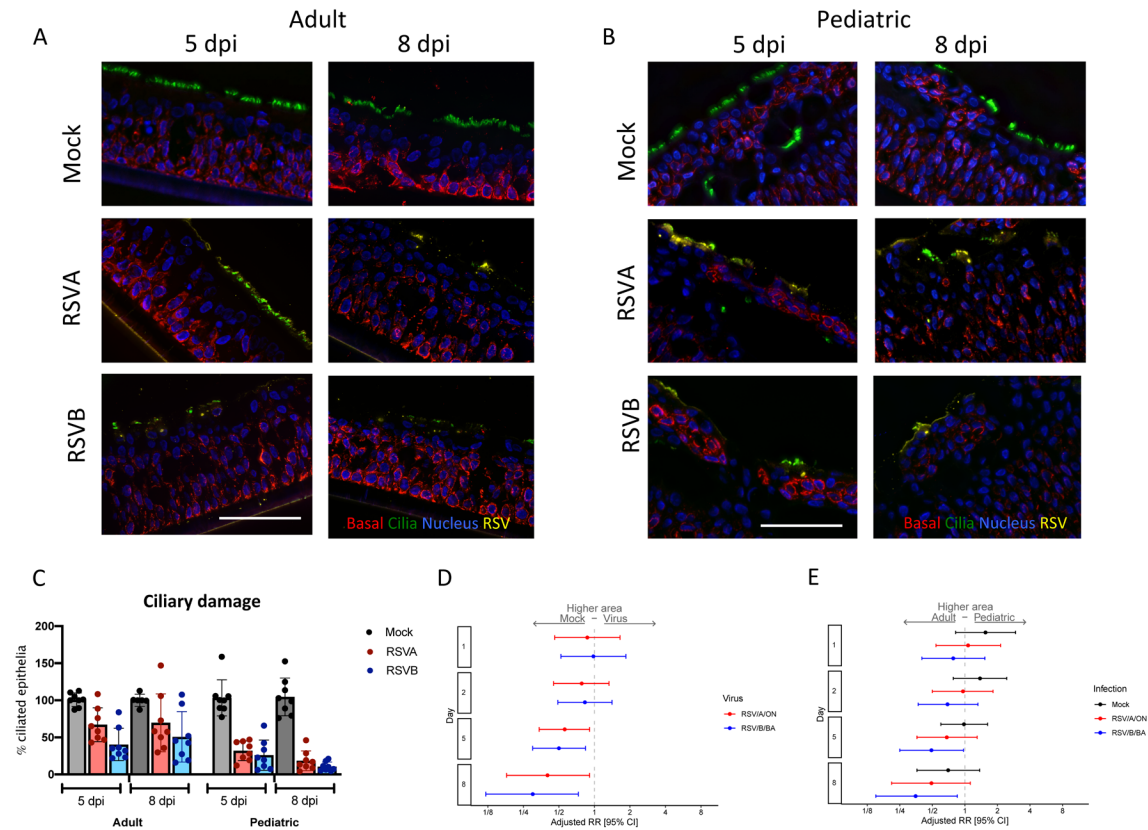 Adult
Pediatric
A
5 dpi
8 dpi
B
5 dpi
8 dpi
Mock
Mock
RSVA
RSVA
RSVB
RSVB
Basal Cilia Nucleus RSV
Basal Cilia Nucleus RSV
C
Ciliary damage
% ciliated epithelia
200
150
100
50
0
Mock
RSVA
RSVB
5 dpi
8 dpi
5 dpi
8 dpi
Adult
Pediatric
D
Higher area
Mock – Virus
Day
1
2
5
8
1/8
1/4
1/2
1
2
4
8
Adjusted RR [95% CI]
Virus
RSV/A/ON
RSV/B/BA
E
Higher area
Adult – Pediatric
Day
1
2
5
8
1/8
1/4
1/2
1
2
4
8
Adjusted RR [95% CI]
Infection
Mock
RSV/A/ON
RSV/B/BA